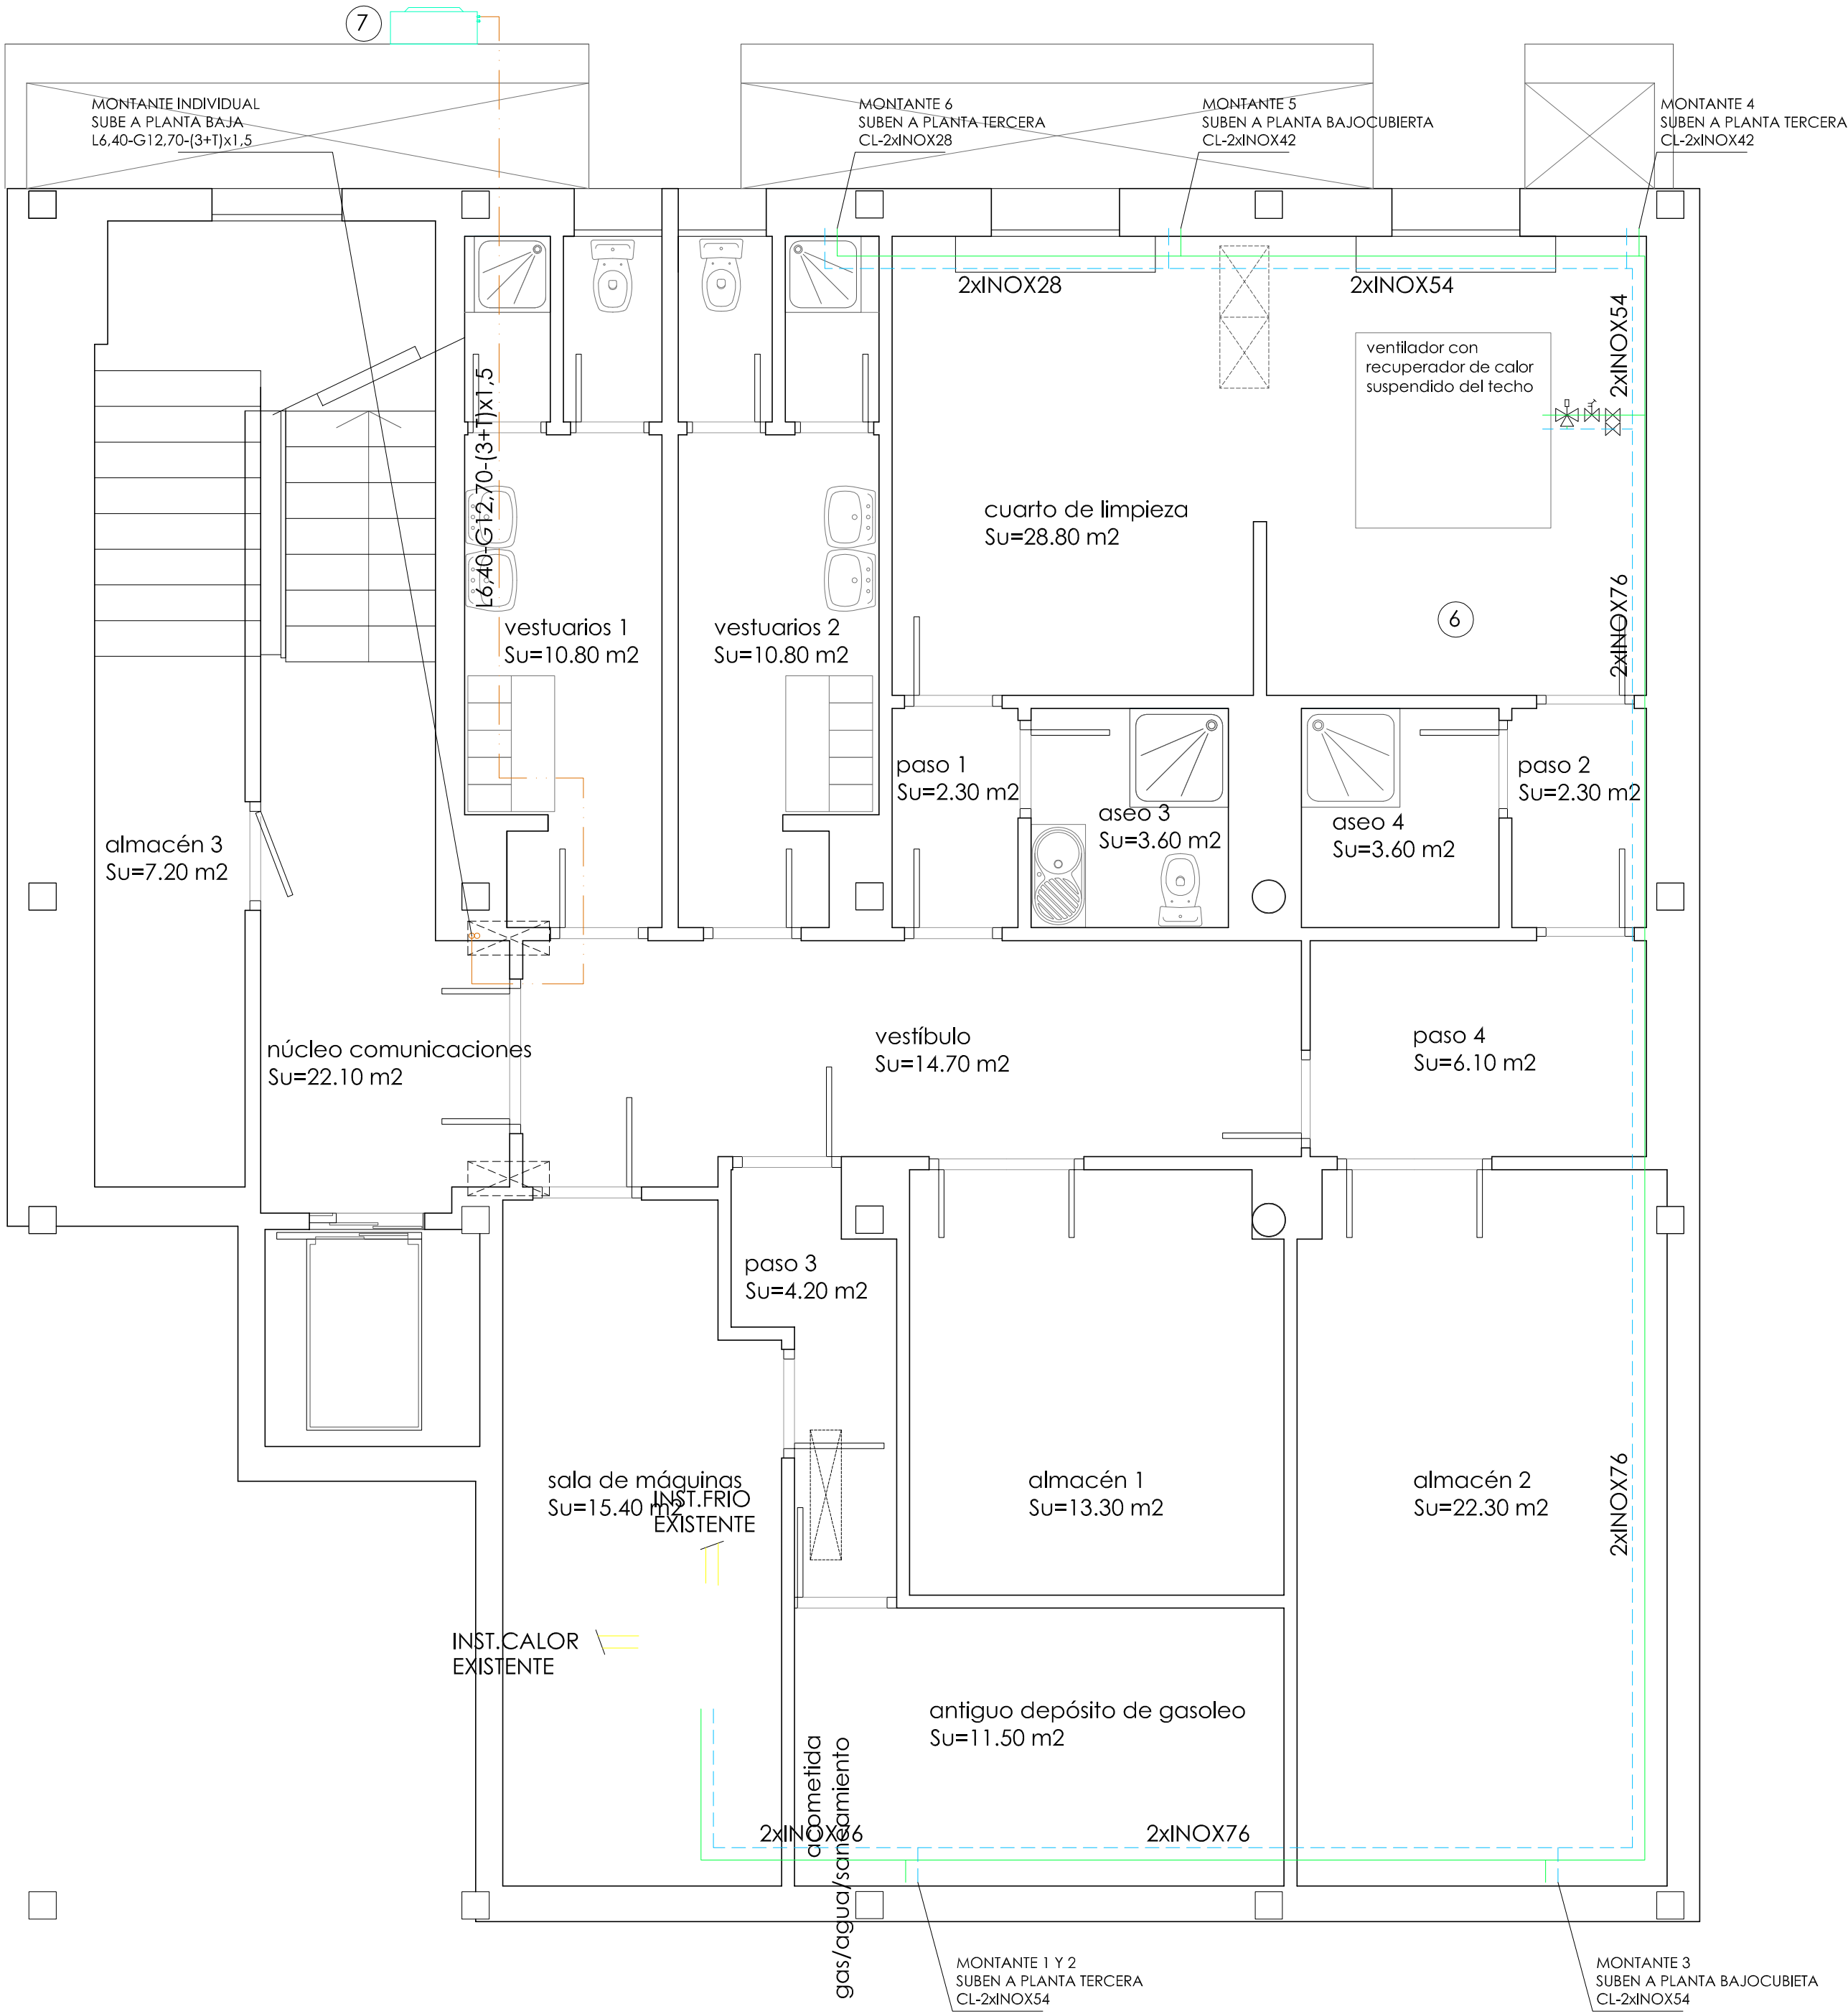 7
MONTANTE INDIVIDUAL
SUBE A PLANTA BAJA
L6,40-G12,70-(3+T)x1,5
MONTANTE 6
SUBEN A PLANTA TERCERA
CL-2xINOX28
MONTANTE 5
SUBEN A PLANTA BAJOCUBIERTA
CL-2xINOX42
MONTANTE 4
SUBEN A PLANTA TERCERA
CL-2xINOX42
2xINOX28
2xINOX54
2xINOX54
ventilador con
recuperador de calor
suspendido del techo
L6,40-G12,70-(3+T)x1,5
cuarto de limpieza
Su=28.80 m2
6
2xINOX76
vestuarios 1
Su=10.80 m2
vestuarios 2
Su=10.80 m2
paso 1
Su=2.30 m2
paso 2
Su=2.30 m2
aseo 3
Su=3.60 m2
aseo 4
Su=3.60 m2
almacén 3
Su=7.20 m2
núcleo comunicaciones
Su=22.10 m2
vestíbulo
Su=14.70 m2
paso 4
Su=6.10 m2
paso 3
Su=4.20 m2
sala de máquinas
Su=15.40 m2
INST.FRIO
EXISTENTE
almacén 1
Su=13.30 m2
almacén 2
Su=22.30 m2
2xINOX76
INST.CALOR
EXISTENTE
antiguo depósito de gasoleo
Su=11.50 m2
acometida
gas/agua/saneamiento
2xINOX76
2xINOX76
MONTANTE 1 Y 2
SUBEN A PLANTA TERCERA
CL-2xINOX54
MONTANTE 3
SUBEN A PLANTA BAJOCUBIETA
CL-2xINOX54